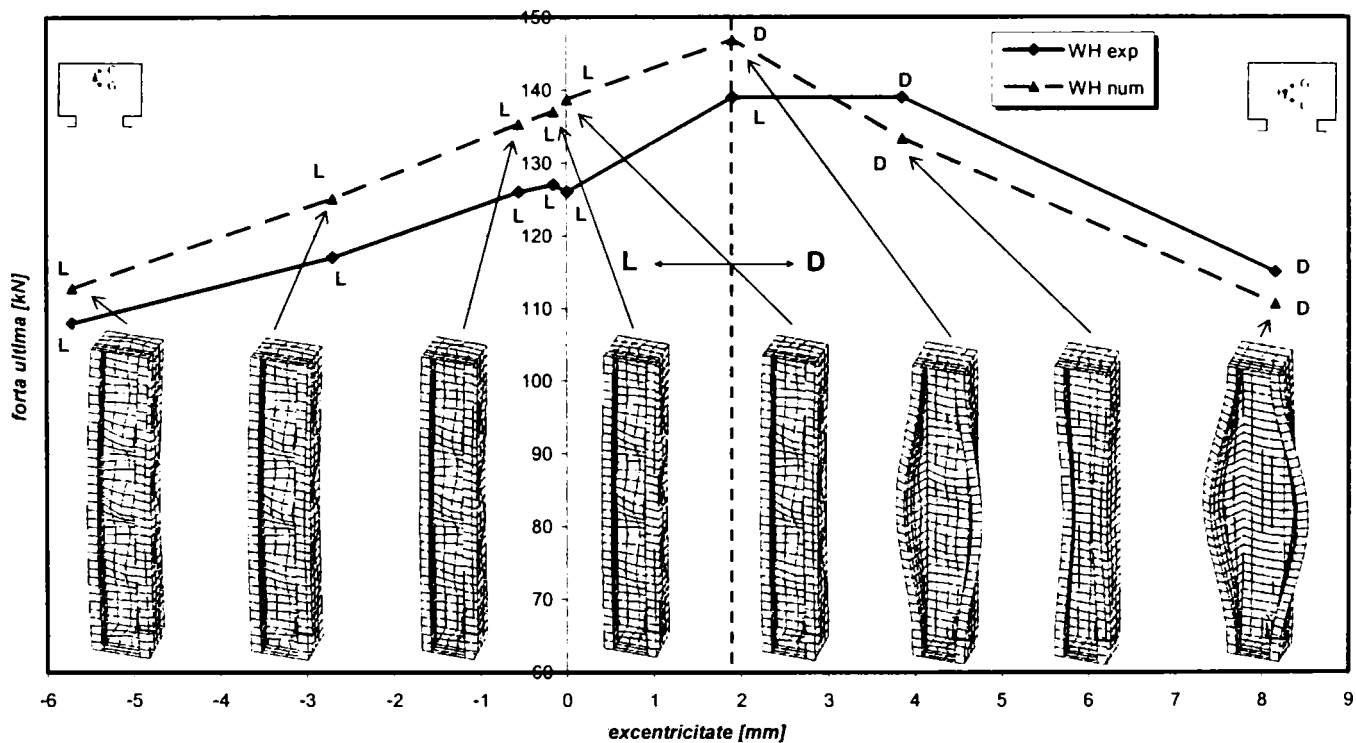 150
140
130
120
110
100
90
80
70
60
forta ultima [kN]
WH exp
WH num
L
L
L
L
L
D
D
D
D
D
L
L
L
L
L
L
L
L D
D
D
-6 -5 -4 -3 -2 -1 0 1 2 3 4 5 6 7 8 9
excentricitate [mm]